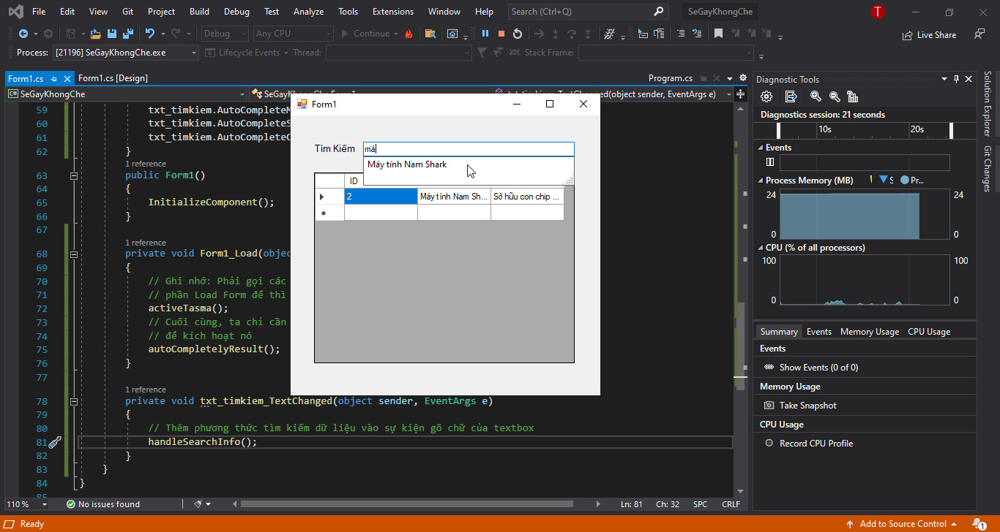 File Edit View Git Project Build Debug Test Analyze Tools Extensions Window Help Search (Ctrl+Q) SeGayKhongChe T
Debug Any CPU Continue Live Share
Process: [21196] SeGayKhongChe.exe Lifecycle Events Thread: Stack Frame:
Form1.cs Form1.cs [Design] Program.cs
SeGayKhongChe
59 txt_timkiem.AutoComplete
60 txt_timkiem.AutoComplete
61 txt_timkiem.AutoComplete
62 }
1 reference
63 public Form1()
64 {
65 InitializeComponent();
66 }
67
1 reference
68 private void Form1_Load(objec
69 {
70 // Ghi nhớ: Phải gọi các
71 // phần Load Form để thì
72 activeTasma();
73 // Cuối cùng, ta chỉ cần
74 // để kích hoạt nó
75 autoCompletelyResult();
76 }
77
1 reference
78 private void txt_timkiem_TextChanged(object sender, EventArgs e)
79 {
80 // Thêm phương thức tìm kiếm dữ liệu vào sự kiện gõ chữ của textbox
81 handleSearchInfo();
82 }
83 }
84 }
85
Form1
Tìm Kiếm má
Máy tính Nam Shark
ID
2 Máy tính Nam Sh... Sở hữu con chip ...
Diagnostic Tools
Diagnostics session: 21 seconds
10s 20s
Events
Process Memory (MB) S Pr...
24 24
0 0
CPU (% of all processors)
100 100
0 0
Summary Events Memory Usage CPU Usage
Events
Show Events (0 of 0)
Memory Usage
Take Snapshot
CPU Usage
Record CPU Profile
Solution Explorer
Git Changes
110 % No issues found Ln: 81 Ch: 32 SPC CRLF
Ready Add to Source Control 1